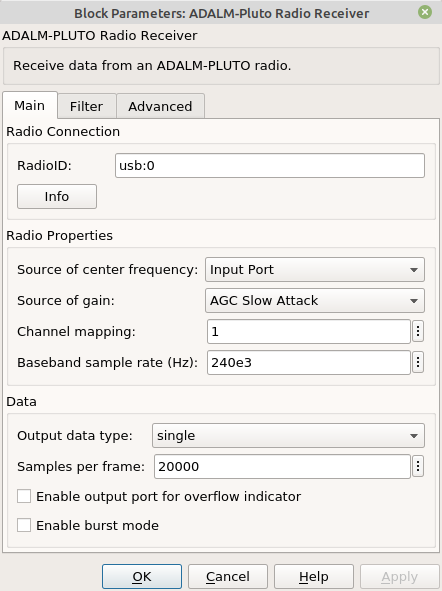 Block Parameters: ADALM-Pluto Radio Receiver
ADALM-PLUTO Radio Receiver
Receive data from an ADALM-PLUTO radio.
Main Filter Advanced
Radio Connection
RadioID: usb:0
Info
Radio Properties
Source of center frequency: Input Port
Source of gain: AGC Slow Attack
Channel mapping: 1
Baseband sample rate (Hz): 240e3
Data
Output data type: single
Samples per frame: 20000
Enable output port for overflow indicator
Enable burst mode
OK Cancel Help Apply